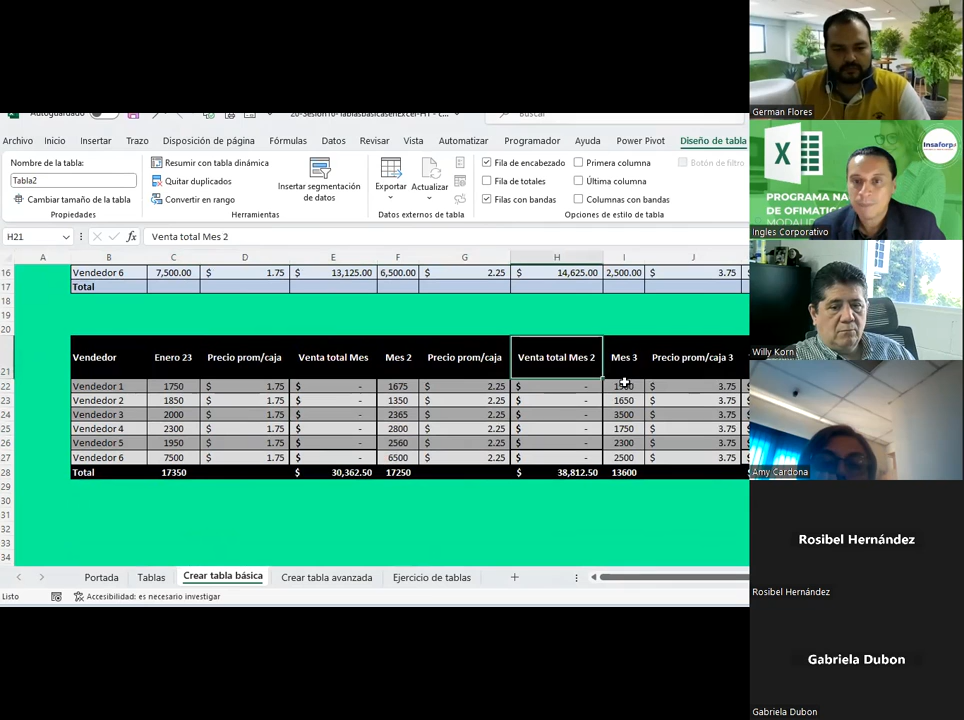 Autoguardado
20-Sesion10-TablasBasicasenExcel-H1
Buscar
Archivo Inicio Insertar Trazo Disposición de página Fórmulas Datos Revisar Vista Automatizar Programador Ayuda Power Pivot Diseño de tabla
Nombre de la tabla:
Tabla2
Cambiar tamaño de la tabla
Propiedades
Resumir con tabla dinámica
Quitar duplicados
Convertir en rango
Herramientas
Insertar segmentación
de datos
Exportar Actualizar
Datos externos de tabla
Fila de encabezado Primera columna Botón de filtro
Fila de totales Última columna
Filas con bandas Columnas con bandas
Opciones de estilo de tabla
H21 fx Venta total Mes 2
A B C D E F G H I J
16 Vendedor 6 7,500.00 $ 1.75 $ 13,125.00 6,500.00 $ 2.25 $ 14,625.00 2,500.00 $ 3.75 $
17 Total
18
19
20
21 Vendedor Enero 23 Precio prom/caja Venta total Mes Mes 2 Precio prom/caja Venta total Mes 2 Mes 3 Precio prom/caja 3
22 Vendedor 1 1750 $ 1.75 $ - 1675 $ 2.25 $ - $ 3.75 $
23 Vendedor 2 1850 $ 1.75 $ - 1350 $ 2.25 $ - 1650 $ 3.75 $
24 Vendedor 3 2000 $ 1.75 $ - 2365 $ 2.25 $ - 3500 $ 3.75 $
25 Vendedor 4 2300 $ 1.75 $ - 2800 $ 2.25 $ - 1750 $ 3.75 $
26 Vendedor 5 1950 $ 1.75 $ - 2560 $ 2.25 $ - 2300 $ 3.75 $
27 Vendedor 6 7500 $ 1.75 $ - 6500 $ 2.25 $ - 2500 $ 3.75 $
28 Total 17350 $ 30,362.50 17250 $ 38,812.50 13600
29
30
31
32
33
34
Portada Tablas Crear tabla básica Crear tabla avanzada Ejercicio de tablas
Listo Accesibilidad: es necesario investigar
German Flores
Insaforp
PROGRAMA NA
DE OFIMÁTIC
MODALID
Ingles Corporativo
Willy Korn
Amy Cardona
Rosibel Hernández
Rosibel Hernández
Gabriela Dubon
Gabriela Dubon